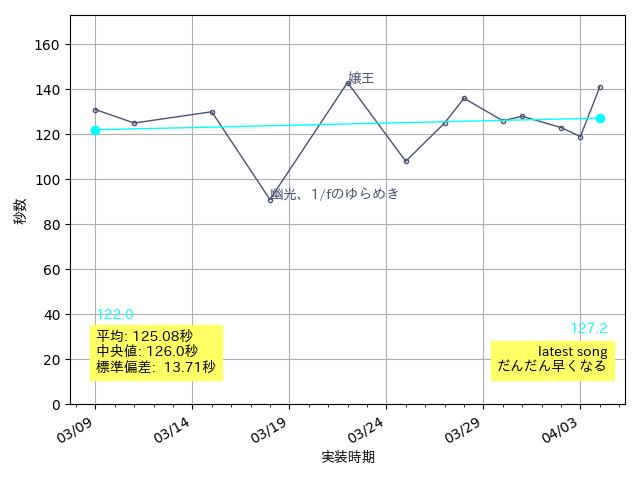 160
140
120
100
80
60
40
20
0
秒数
嬢王
幽光、1/fのゆらめき
122.0
127.2
平均: 125.08秒
中央値: 126.0秒
標準偏差: 13.71秒
latest song
だんだん早くなる
03/09
03/14
03/19
03/24
03/29
04/03
実装時期